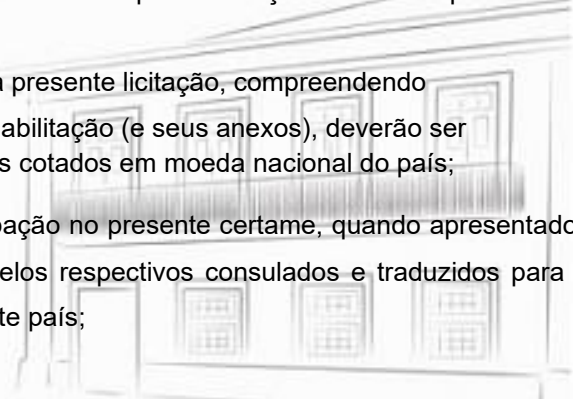 a presente licitação, compreendendo
abilitação (e seus anexos), deverão ser
s cotados em moeda nacional do país;
ação no presente certame, quando apresentado
elos respectivos consulados e traduzidos para
te país;